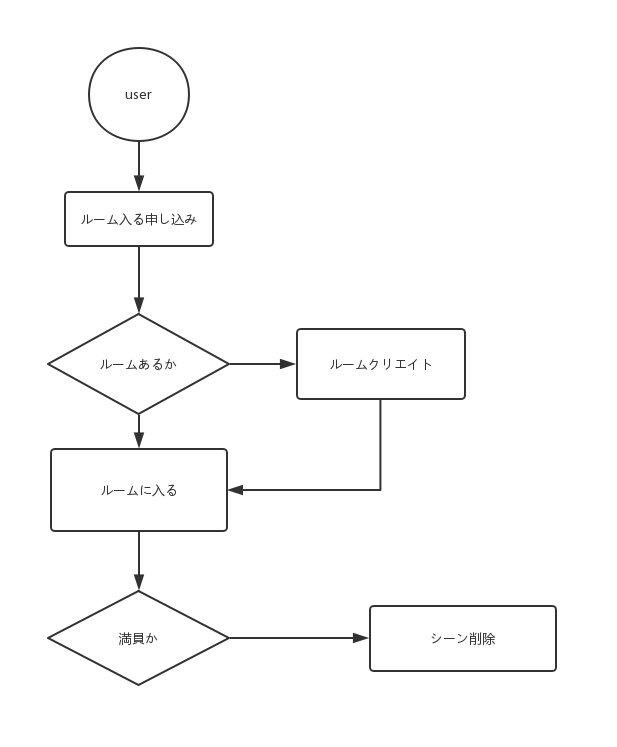 user
ルーム入る申し込み
ルームあるか
ルームクリエイト
ルームに入る
満員か
シーン削除